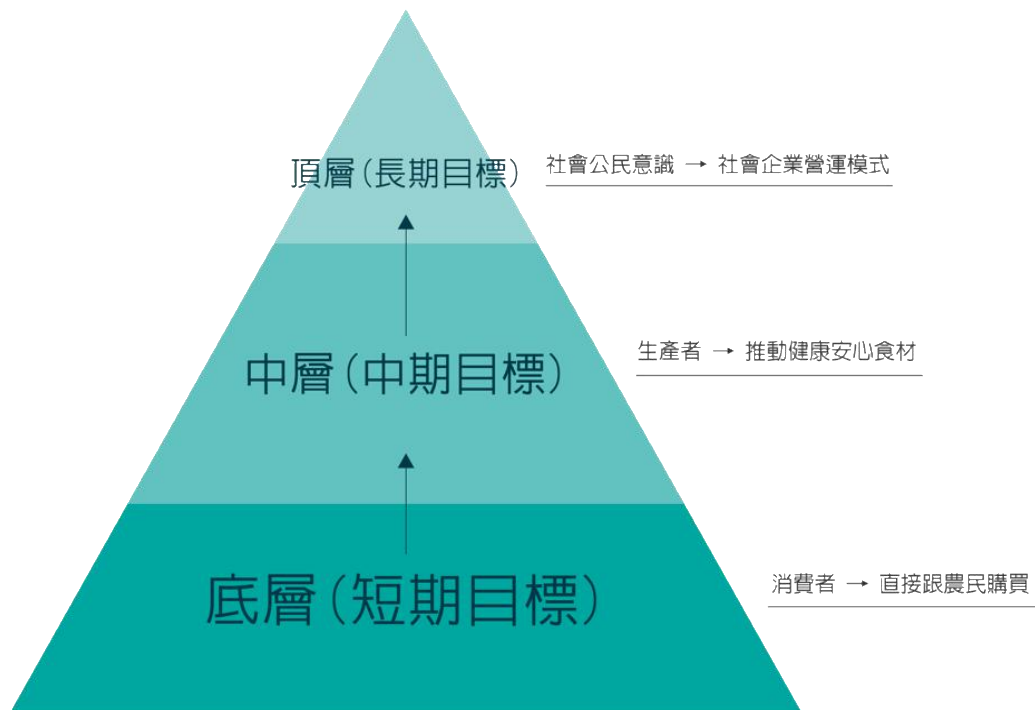 頂層(長期目標)
社會公民意識 → 社會企業營運模式
中層(中期目標)
生產者 → 推動健康安心食材
底層(短期目標)
消費者 → 直接跟農民購買